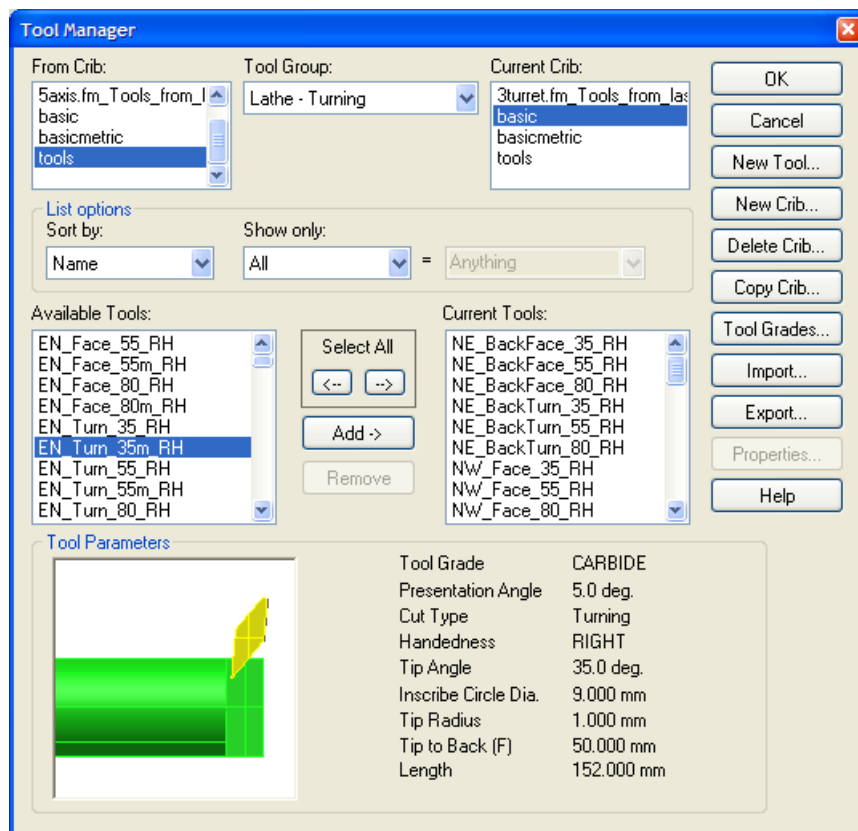 Tool Manager
From Crib:
5axis.fm_Tools_from_l
basic
basicmetric
tools
Tool Group:
Lathe - Turning
Current Crib:
3turret.fm_Tools_from_las
basic
basicmetric
tools
OK
Cancel
New Tool...
New Crib...
Delete Crib...
Copy Crib...
Tool Grades...
Import...
Export...
Properties...
Help
List options
Sort by:
Name
Show only:
All
=
Anything
Available Tools:
EN_Face_55_RH
EN_Face_55m_RH
EN_Face_80_RH
EN_Face_80m_RH
EN_Turn_35_RH
EN_Turn_35m_RH
EN_Turn_55_RH
EN_Turn_55m_RH
EN_Turn_80_RH
Select All
<--
-->
Add ->
Remove
Current Tools:
NE_BackFace_35_RH
NE_BackFace_55_RH
NE_BackFace_80_RH
NE_BackTurn_35_RH
NE_BackTurn_55_RH
NE_BackTurn_80_RH
NW_Face_35_RH
NW_Face_55_RH
NW_Face_80_RH
Tool Parameters
Tool Grade CARBIDE
Presentation Angle 5.0 deg.
Cut Type Turning
Handedness RIGHT
Tip Angle 35.0 deg.
Inscribe Circle Dia. 9.000 mm
Tip Radius 1.000 mm
Tip to Back (F) 50.000 mm
Length 152.000 mm